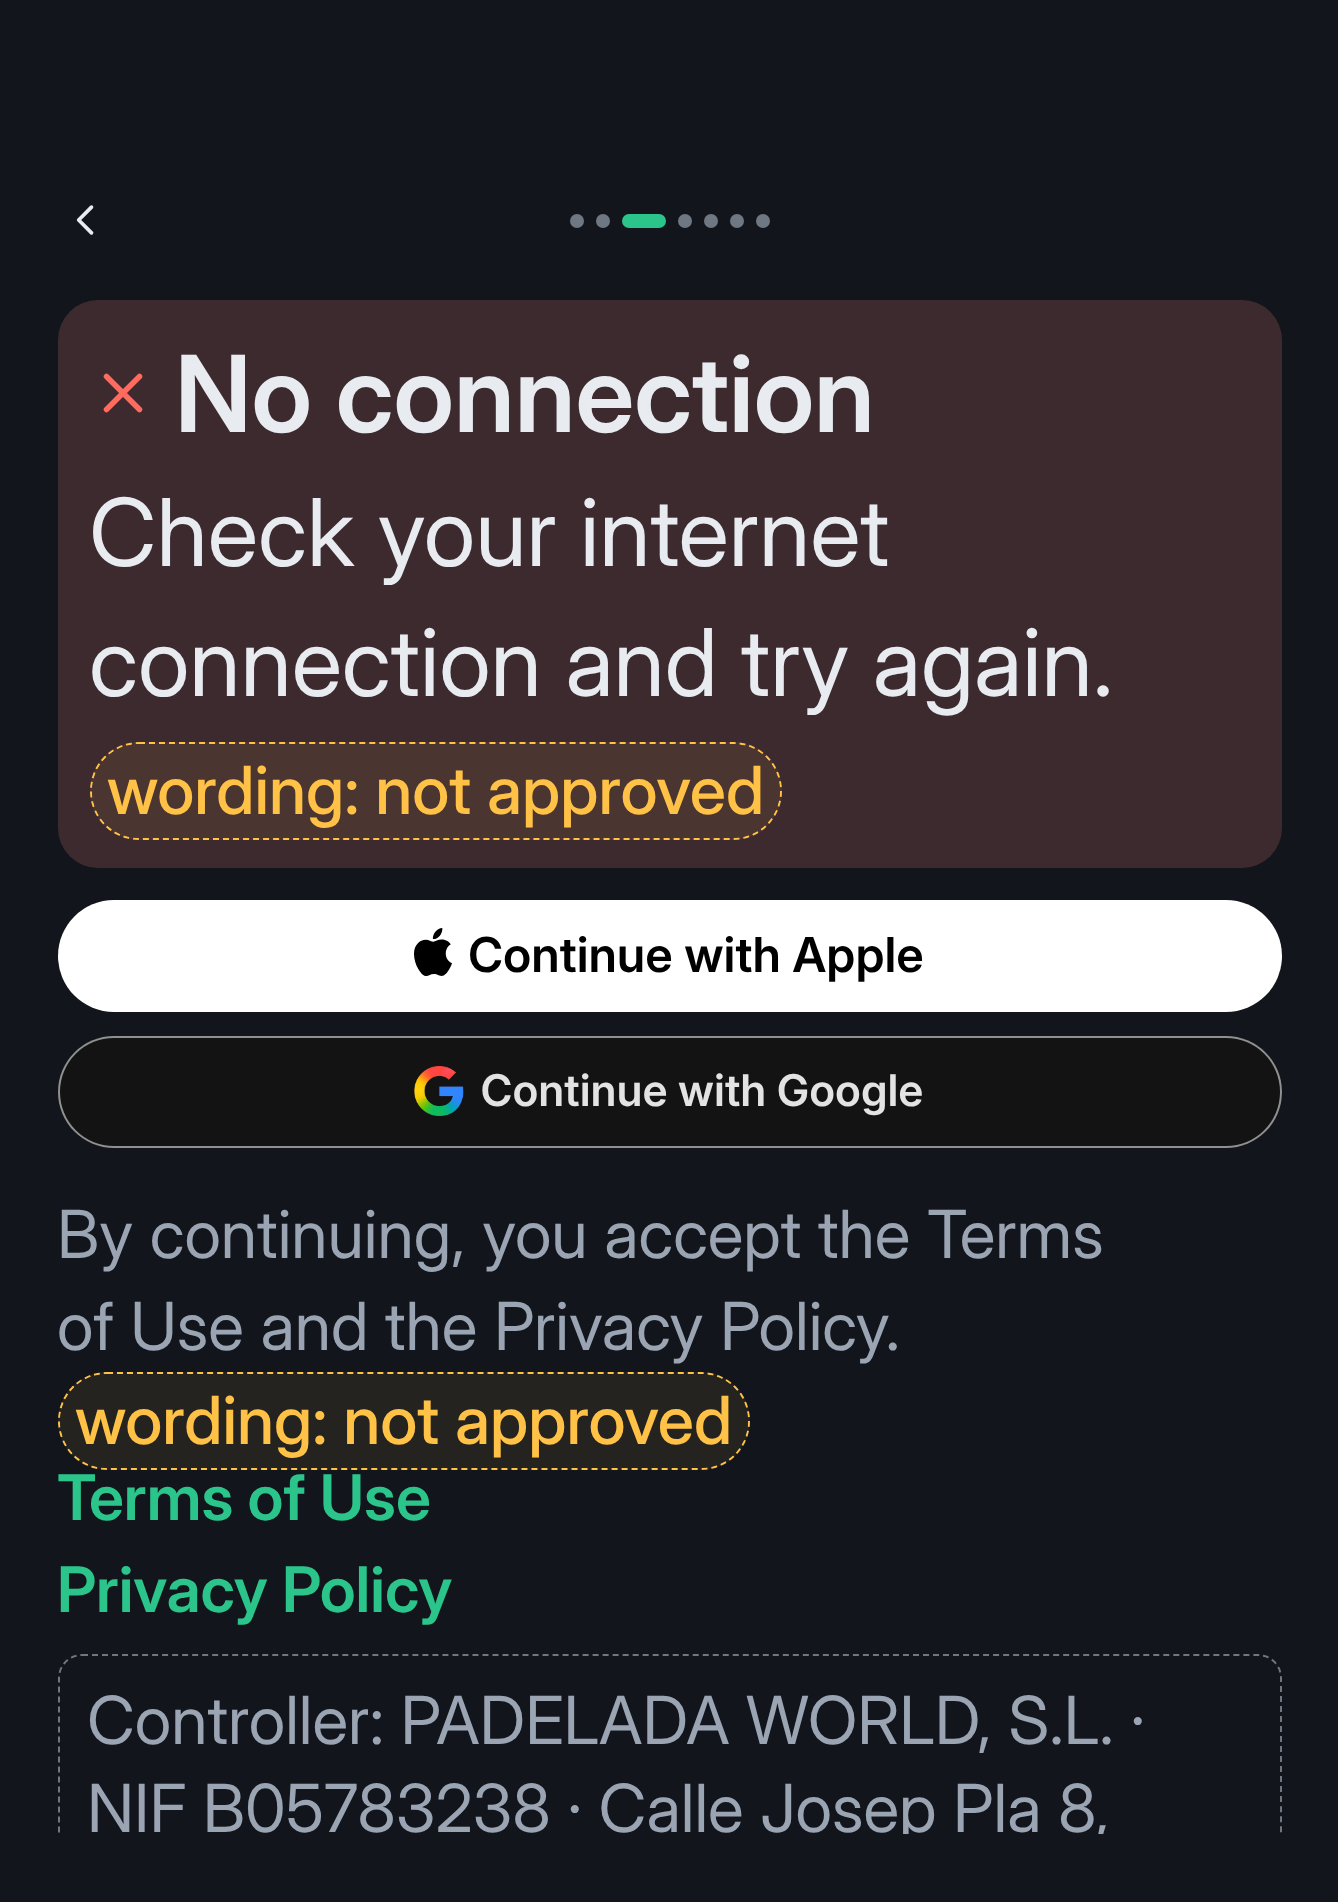 No connection
Check your internet
connection and try again.
wording: not approved
Continue with Apple
Continue with Google
By continuing, you accept the Terms
of Use and the Privacy Policy.
wording: not approved
Terms of Use
Privacy Policy
Controller: PADELADA WORLD, S.L. ·
NIF B05783238 · Calle Josep Pla 8,